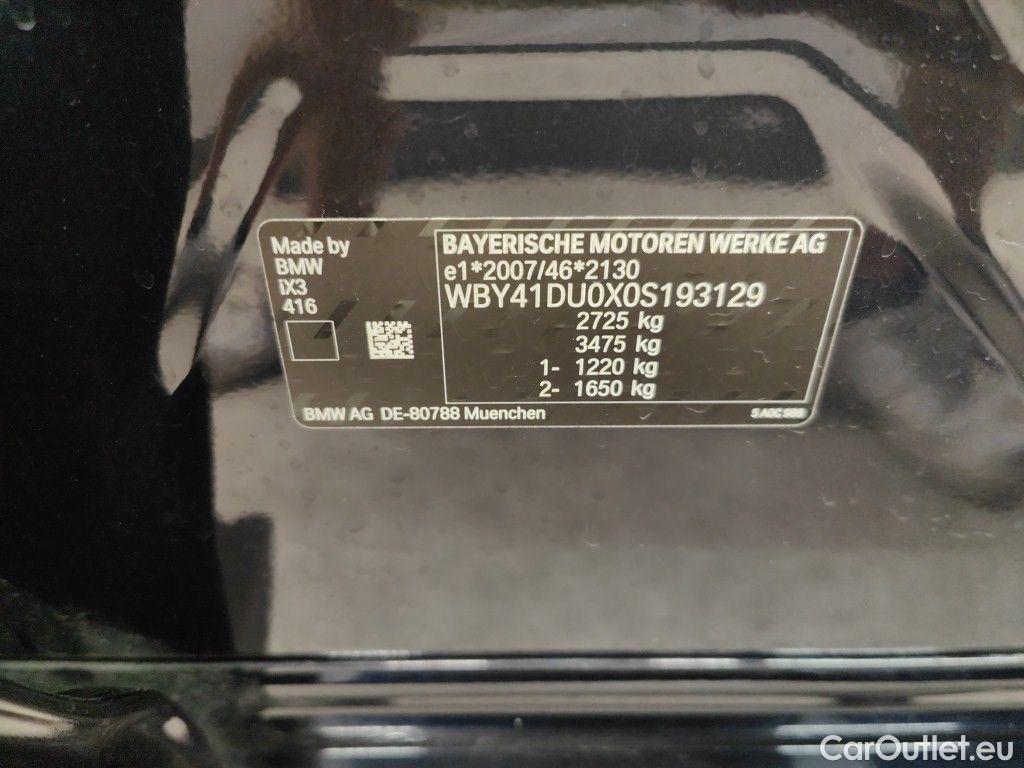 Made by
BMW
iX3
416
BAYERISCHE MOTOREN WERKE AG
e1*2007/46*2130
WBY41DU0X0S193129
2725 kg
3475 kg
1- 1220 kg
2- 1650 kg
BMW AG DE-80788 Muenchen
CarOutlet.eu